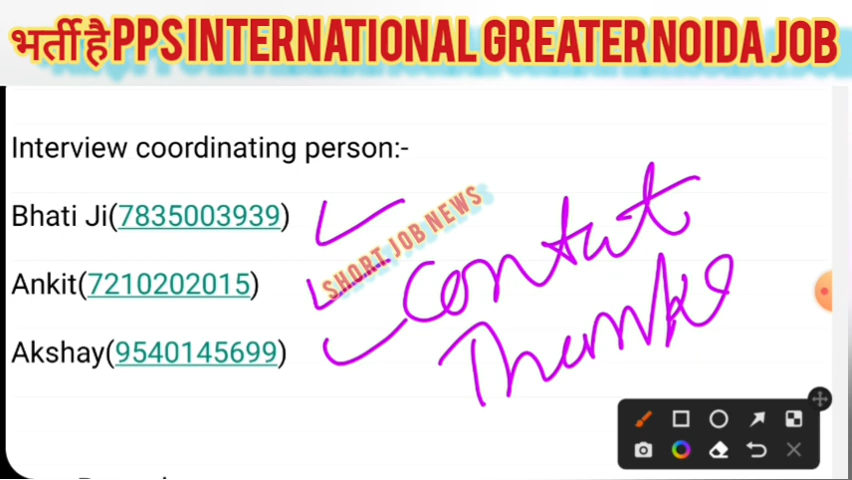 भर्ती है PPS INTERNATIONAL GREATER NOIDA JOB
Interview coordinating person:-
Bhati Ji(7835003939)
SHORT JOB NEWS
Ankit(7210202015)
Contact
Akshay(9540145699)
Thanks